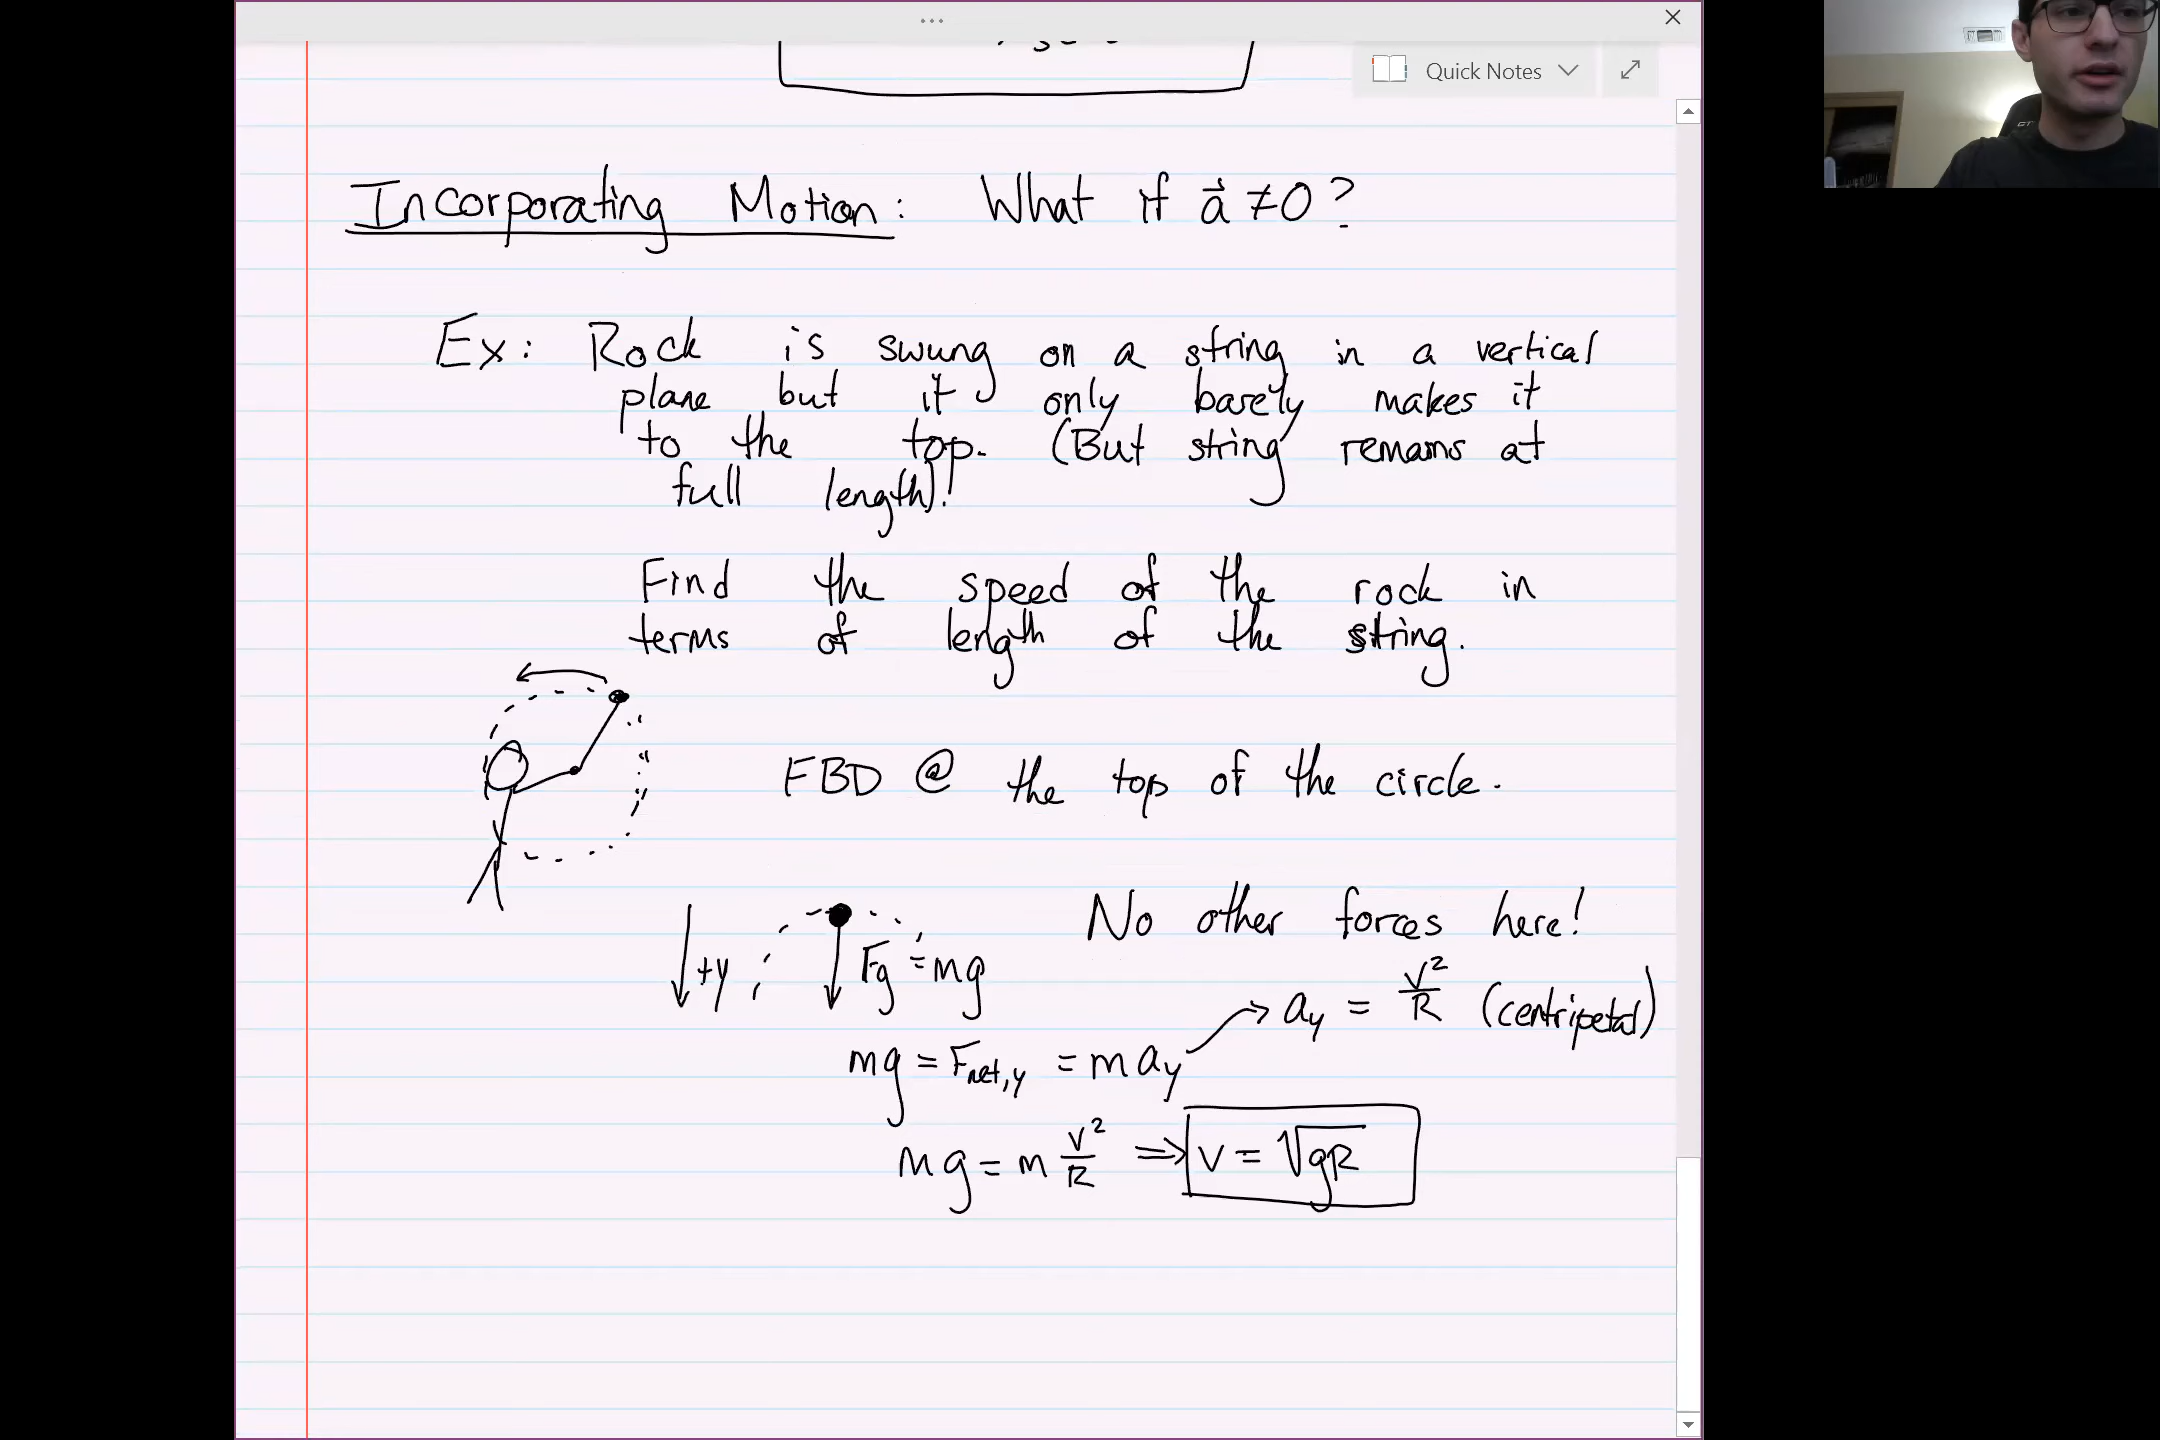 Quick Notes
Incorporating Motion: What if a⃗ ≠ 0?
Ex: Rock is swung on a string in a vertical
plane but it only barely makes it
to the top. (But string remains at
full length)!
Find the speed of the rock in
terms of length of the string.
FBD @ the top of the circle.
No other forces here!
+y
Fg = mg
ay = v²/R (centripetal)
mg = Fnet,y = m ay
mg = m v²/R ⇒ v = √gR